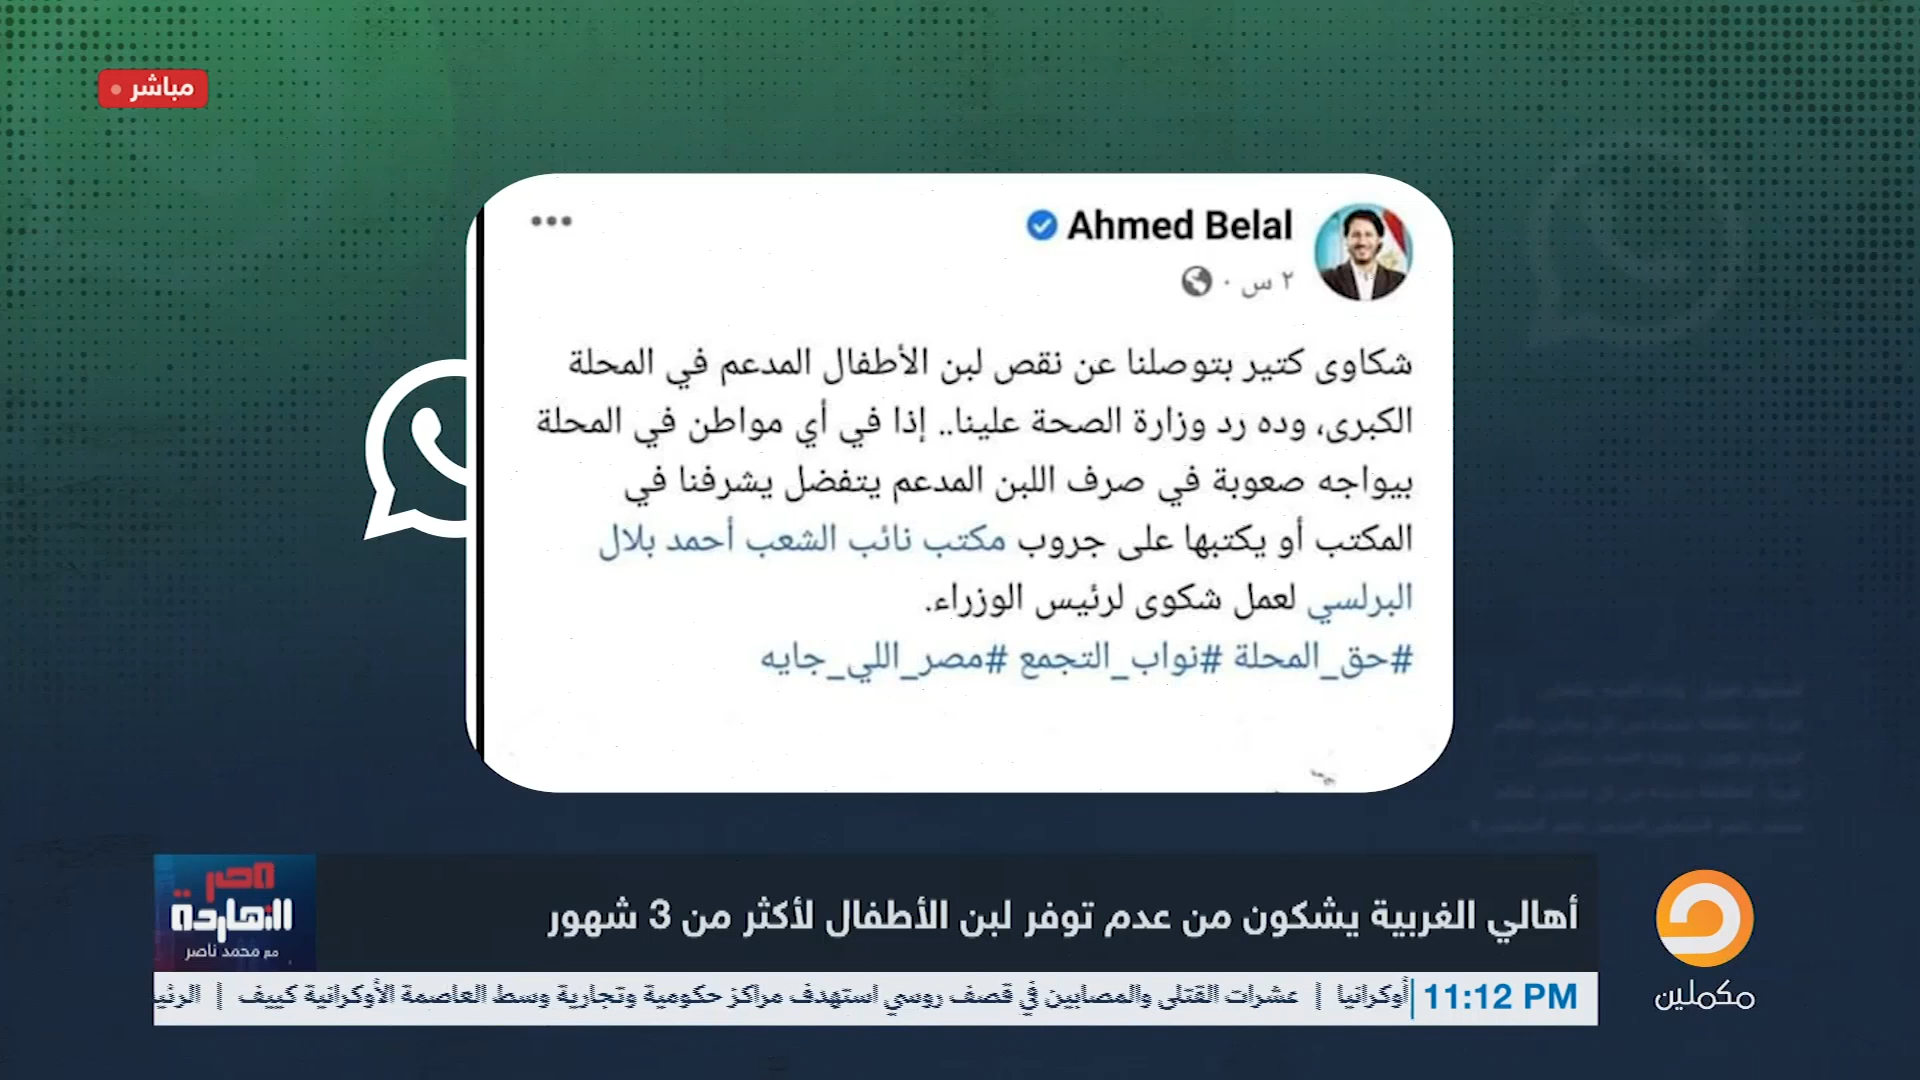 مباشر
Ahmed Belal
٢ س ·
شكاوى كتير بتوصلنا عن نقص لبن الأطفال المدعم في المحلة
الكبرى، وده رد وزارة الصحة علينا.. إذا في أي مواطن في المحلة
بيواجه صعوبة في صرف اللبن المدعم يتفضل يشرفنا في
المكتب أو يكتبها على جروب مكتب نائب الشعب أحمد بلال
البرلسي لعمل شكوى لرئيس الوزراء.
#حق_المحلة #نواب_التجمع #مصر_اللي_جايه
مصر
النهاردة
مع محمد ناصر
أهالي الغربية يشكون من عدم توفر لبن الأطفال لأكثر من 3 شهور
11:12 PM
أوكرانيا | عشرات القتلى والمصابين في قصف روسي استهدف مراكز حكومية وتجارية وسط العاصمة الأوكرانية كييف |
مكملين